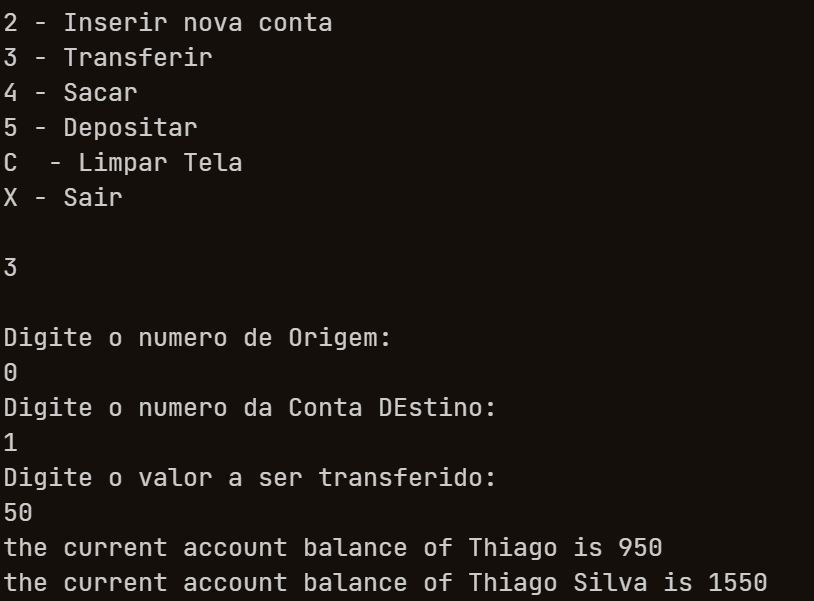 2 - Inserir nova conta
3 - Transferir
4 - Sacar
5 - Depositar
C  - Limpar Tela
X - Sair
3
Digite o numero de Origem:
0
Digite o numero da Conta DEstino:
1
Digite o valor a ser transferido:
50
the current account balance of Thiago is 950
the current account balance of Thiago Silva is 1550